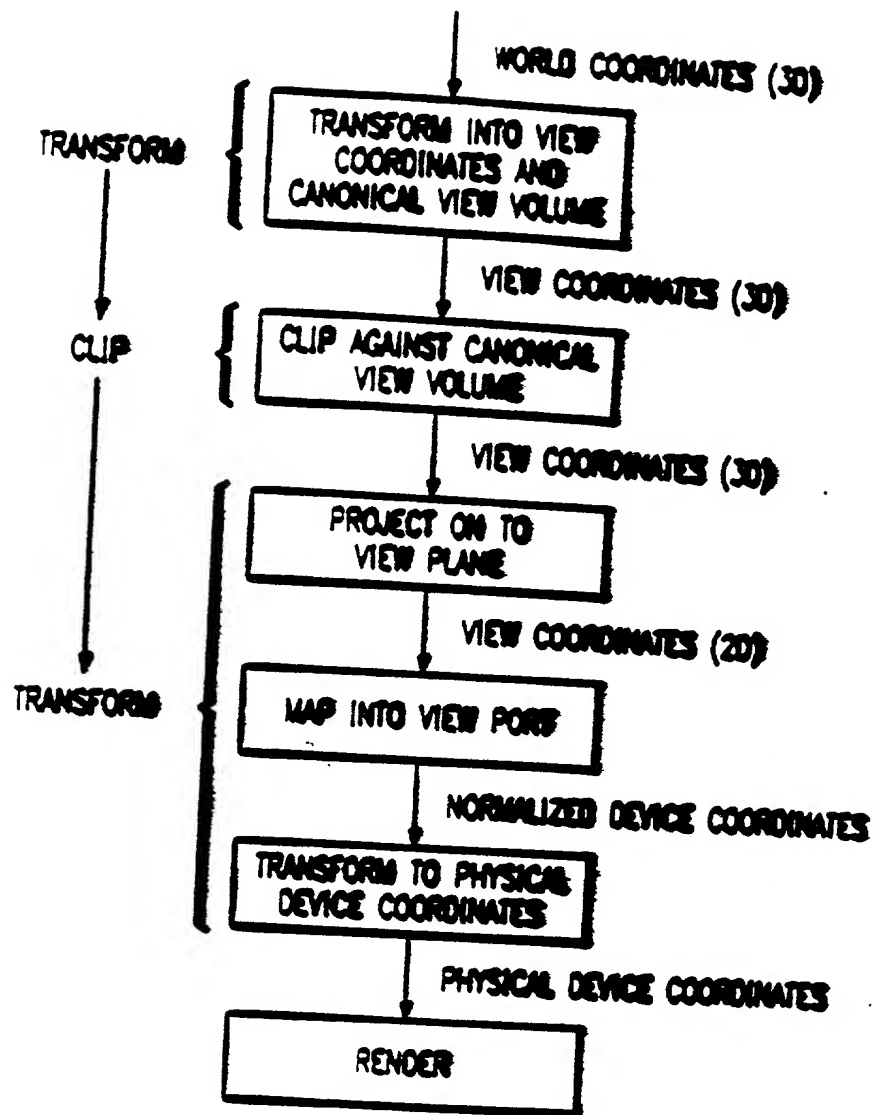 WORLD COORDINATES (3D)
TRANSFORM
TRANSFORM INTO VIEW
COORDINATES AND
CANONICAL VIEW VOLUME
VIEW COORDINATES (3D)
CLIP
CLIP AGAINST CANONICAL
VIEW VOLUME
VIEW COORDINATES (3D)
PROJECT ON TO
VIEW PLANE
VIEW COORDINATES (2D)
TRANSFORM
MAP INTO VIEW PORT
NORMALIZED DEVICE COORDINATES
TRANSFORM TO PHYSICAL
DEVICE COORDINATES
PHYSICAL DEVICE COORDINATES
RENDER